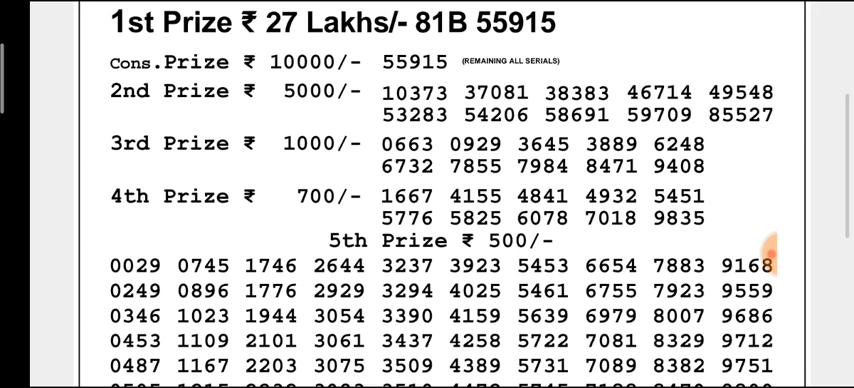 1st Prize ₹ 27 Lakhs/- 81B 55915
Cons.Prize ₹ 10000/- 55915 (REMAINING ALL SERIALS)
2nd Prize ₹ 5000/- 10373 37081 38383 46714 49548
53283 54206 58691 59709 85527
3rd Prize ₹ 1000/- 0663 0929 3645 3889 6248
6732 7855 7984 8471 9408
4th Prize ₹ 700/- 1667 4155 4841 4932 5451
5776 5825 6078 7018 9835
5th Prize ₹ 500/-
0029 0745 1746 2644 3237 3923 5453 6654 7883 9168
0249 0896 1776 2929 3294 4025 5461 6755 7923 9559
0346 1023 1944 3054 3390 4159 5639 6979 8007 9686
0453 1109 2101 3061 3437 4258 5722 7081 8329 9712
0487 1167 2203 3075 3509 4389 5731 7089 8382 9751